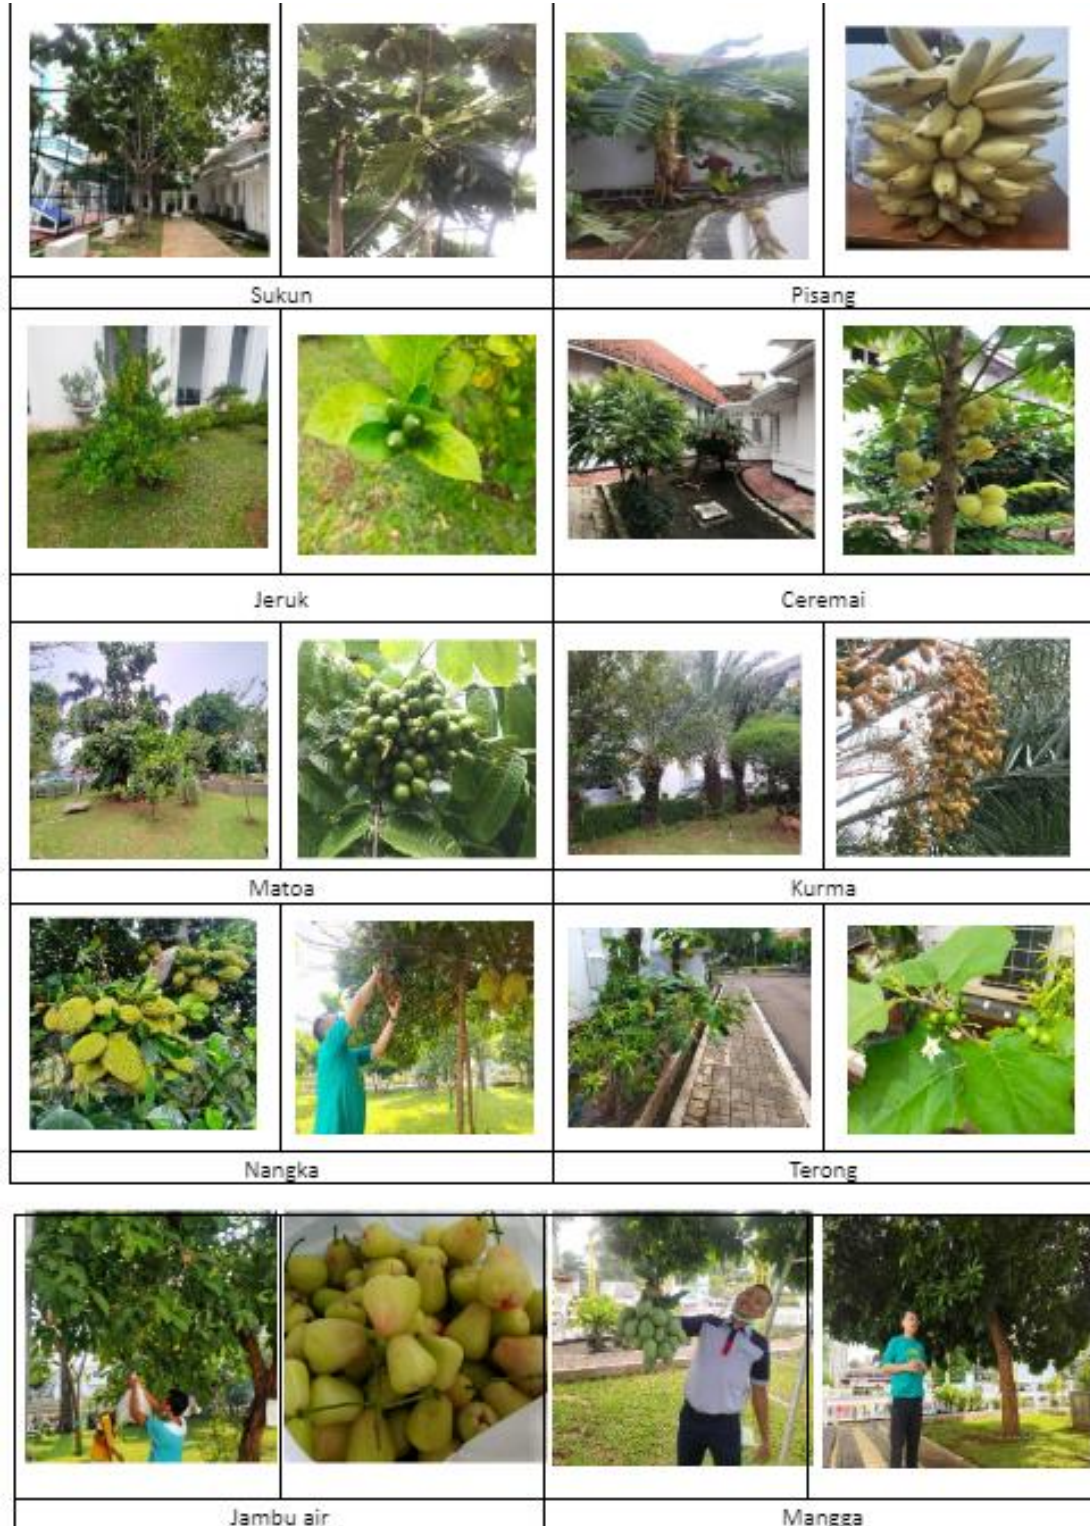 Sukun
Pisang
Jeruk
Ceremai
Matoa
Kurma
Nangka
Terong
Jambu air
Mangga